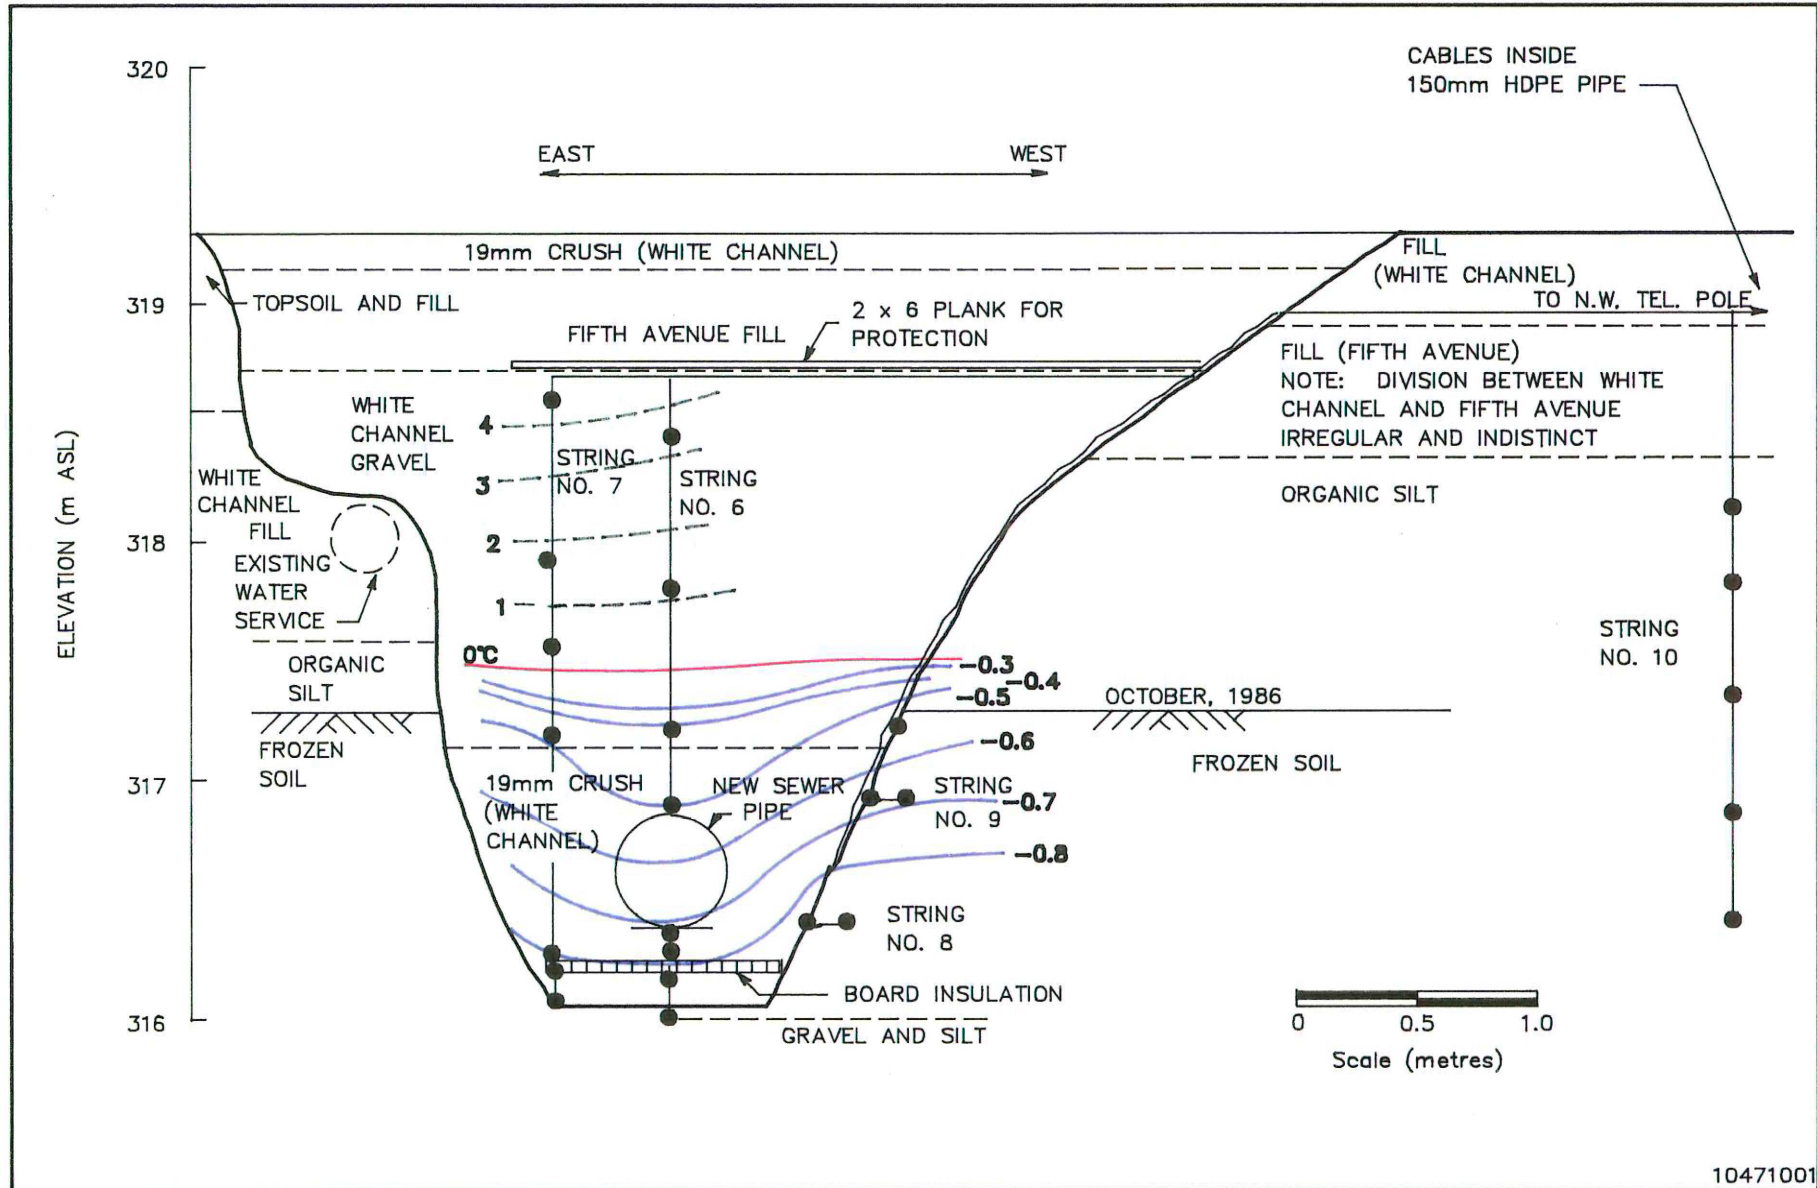 CABLES INSIDE
150mm HDPE PIPE
320
EAST
WEST
19mm CRUSH (WHITE CHANNEL)
FILL
(WHITE CHANNEL)
TO N.W. TEL. POLE
319
TOPSOIL AND FILL
FIFTH AVENUE FILL
2 x 6 PLANK FOR
PROTECTION
FILL (FIFTH AVENUE)
NOTE: DIVISION BETWEEN WHITE
CHANNEL AND FIFTH AVENUE
IRREGULAR AND INDISTINCT
WHITE
CHANNEL
GRAVEL
4
STRING
NO. 7
3
STRING
NO. 6
ORGANIC SILT
WHITE
CHANNEL
FILL
318
2
EXISTING
WATER
SERVICE
1
ELEVATION (m ASL)
STRING
NO. 10
0°C
ORGANIC
SILT
-0.3
-0.4
-0.5
OCTOBER, 1986
-0.6
FROZEN
SOIL
FROZEN SOIL
317
19mm CRUSH
(WHITE
CHANNEL)
NEW SEWER
PIPE
STRING
NO. 9
-0.7
-0.8
STRING
NO. 8
BOARD INSULATION
316
GRAVEL AND SILT
0 0.5 1.0
Scale (metres)
10471001